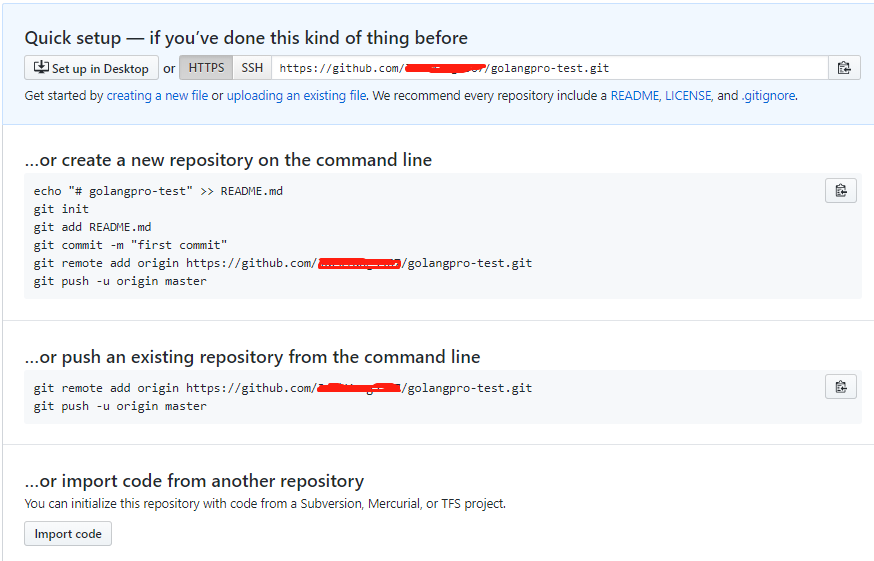 Quick setup — if you’ve done this kind of thing before
Set up in Desktop or HTTPS SSH https://github.com/ /golangpro-test.git
Get started by creating a new file or uploading an existing file. We recommend every repository include a README, LICENSE, and .gitignore.
...or create a new repository on the command line
echo "# golangpro-test" >> README.md
git init
git add README.md
git commit -m "first commit"
git remote add origin https://github.com/ /golangpro-test.git
git push -u origin master
...or push an existing repository from the command line
git remote add origin https://github.com/ /golangpro-test.git
git push -u origin master
...or import code from another repository
You can initialize this repository with code from a Subversion, Mercurial, or TFS project.
Import code